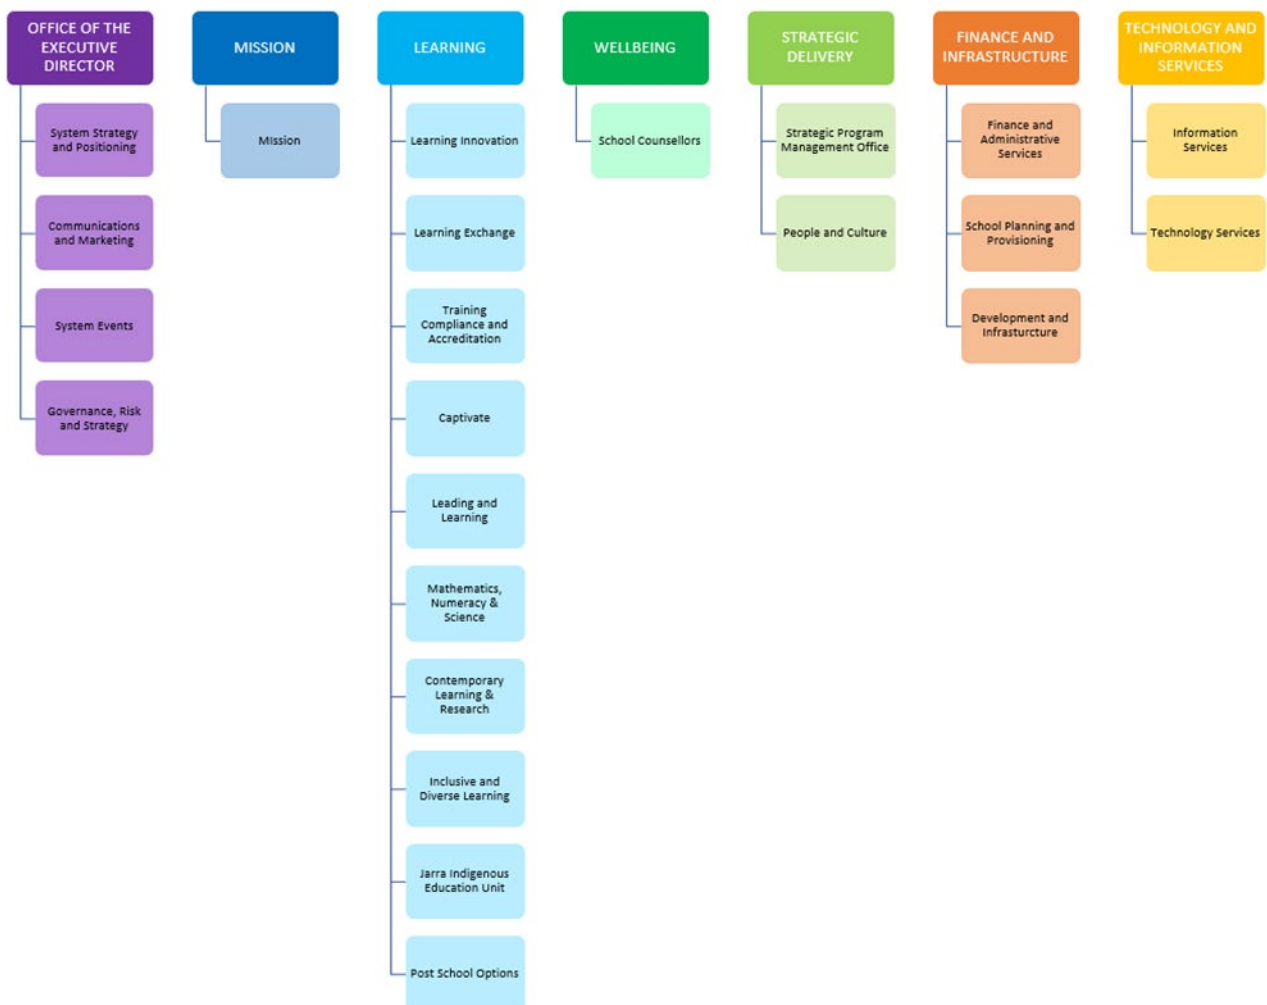 OFFICE OF THE
EXECUTIVE
DIRECTOR
System Strategy
and Positioning
Communications
and Marketing
System Events
Governance, Risk
and Strategy
MISSION
Mission
LEARNING
Learning Innovation
Learning Exchange
Training
Compliance and
Accreditation
Captivate
Leading and
Learning
Mathematics,
Numeracy &
Science
Contemporary
Learning &
Research
Inclusive and
Diverse Learning
Jarra Indigenous
Education Unit
Post School Options
WELLBEING
School Counsellors
STRATEGIC
DELIVERY
Strategic Program
Management Office
People and Culture
FINANCE AND
INFRASTRUCTURE
Finance and
Administrative
Services
School Planning and
Provisioning
Development and
Infrasturcture
TECHNOLOGY AND
INFORMATION
SERVICES
Information
Services
Technology Services